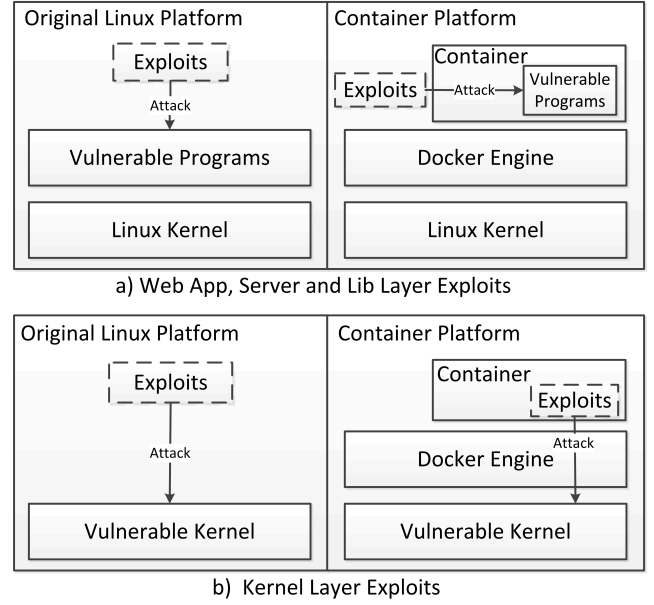 Original Linux Platform
Exploits
Attack
Vulnerable Programs
Linux Kernel
Container Platform
Container
Exploits
Attack
Vulnerable
Programs
Docker Engine
Linux Kernel
a) Web App, Server and Lib Layer Exploits
Original Linux Platform
Exploits
Attack
Vulnerable Kernel
Container Platform
Container
Exploits
Attack
Docker Engine
Vulnerable Kernel
b) Kernel Layer Exploits